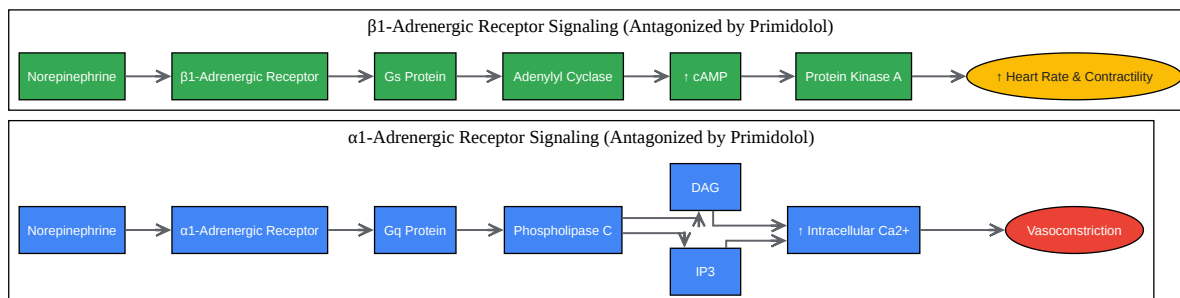 β1-Adrenergic Receptor Signaling (Antagonized by Primidolol)
Norepinephrine
β1-Adrenergic Receptor
Gs Protein
Adenylyl Cyclase
↑ cAMP
Protein Kinase A
↑ Heart Rate & Contractility
α1-Adrenergic Receptor Signaling (Antagonized by Primidolol)
Norepinephrine
α1-Adrenergic Receptor
Gq Protein
Phospholipase C
DAG
IP3
↑ Intracellular Ca2+
Vasoconstriction